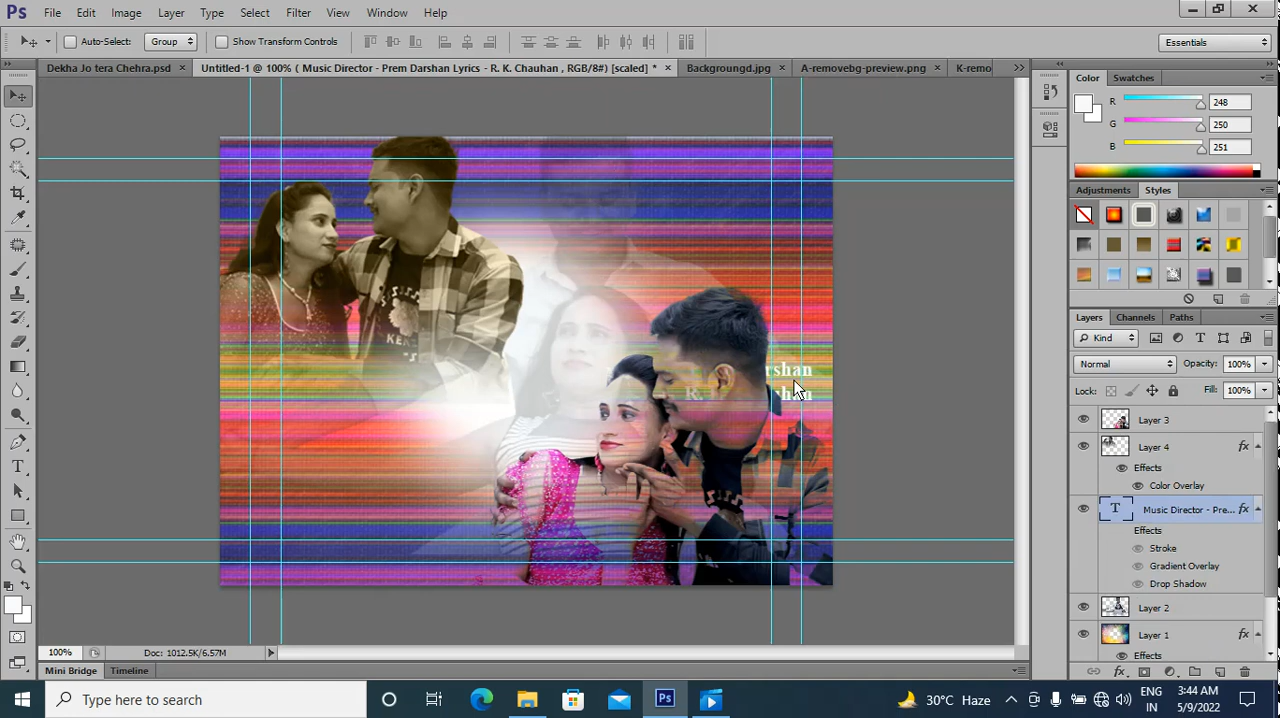 Ps File Edit Image Layer Type Select Filter View Window Help
Auto-Select: Group Show Transform Controls Essentials
Dekha Jo tera Chehra.psd × Untitled-1 @ 100% ( Music Director - Prem Darshan Lyrics - R. K. Chauhan , RGB/8#) [scaled] * × Backgroundg.jpg × A-removebg-preview.png × K-remo
Color Swatches
R 248
G 250
B 251
Adjustments Styles
Layers Channels Paths
Kind
Normal Opacity: 100%
Lock: Fill: 100%
Layer 3
Layer 4 fx
Effects
Color Overlay
T Music Director - Pre... fx
Effects
Stroke
Gradient Overlay
Drop Shadow
Layer 2
Layer 1 fx
Effects
rshan
100% Doc: 1012.5K/6.57M
Mini Bridge Timeline
Type here to search
30°C Haze
ENG
IN
3:44 AM
5/9/2022